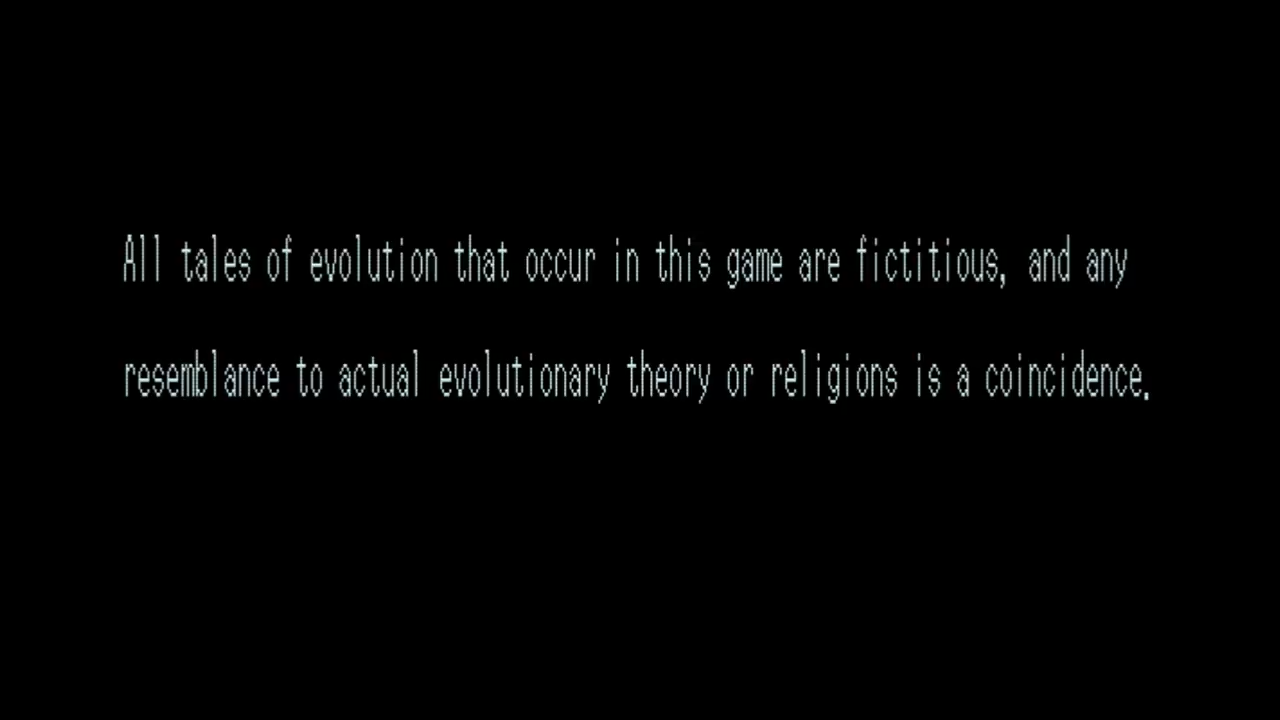 All tales of evolution that occur in this game are fictitious, and any
resemblance to actual evolutionary theory or religions is a coincidence.